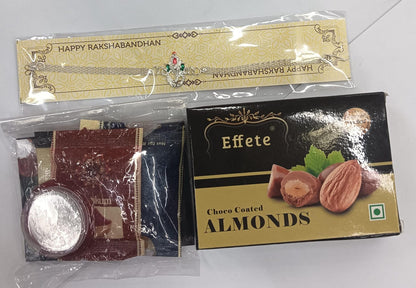 HAPPY RAKSHABANDHAN
HAPPY RAKSHABANDHAN
Effete
Choco Coated
ALMONDS